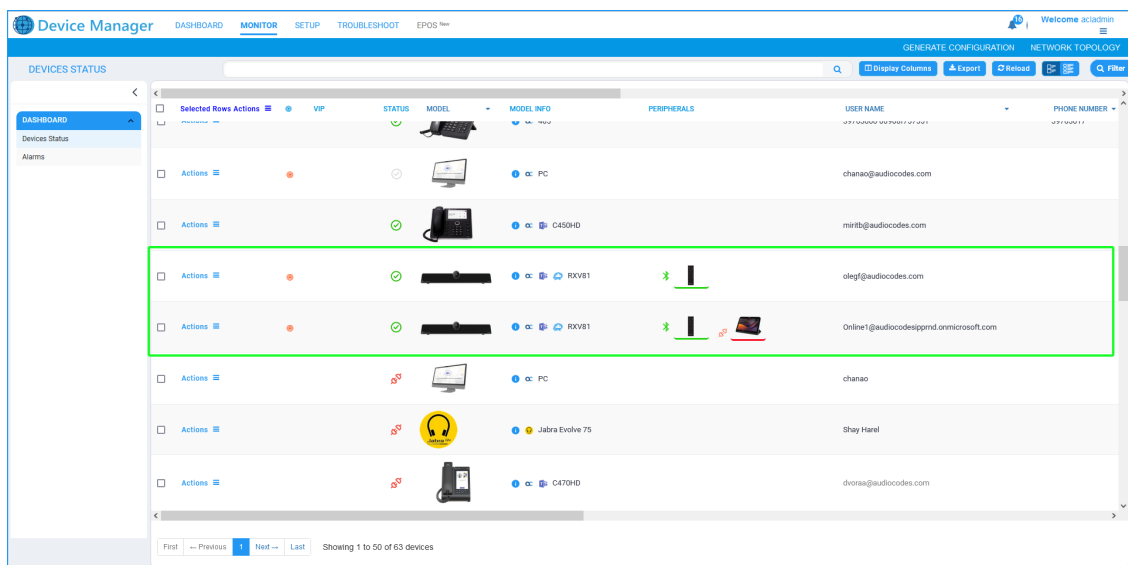 Device Manager DASHBOARD MONITOR SETUP TROUBLESHOOT EPOS New 16 Welcome acladmin
GENERATE CONFIGURATION NETWORK TOPOLOGY
DEVICES STATUS Display Columns Export Reload Filter
Selected Rows Actions VIP STATUS MODEL MODEL INFO PERIPHERALS USER NAME PHONE NUMBER
DASHBOARD
Devices Status
Alarms
Actions PC chanao@audiocodes.com
Actions C450HD miritb@audiocodes.com
Actions RXV81 olegf@audiocodes.com
Actions RXV81 Online1@audiocodesipprnd.onmicrosoft.com
Actions PC chanao
Actions Jabra Jabra Evolve 75 Shay Harel
Actions C470HD dvoraa@audiocodes.com
First ← Previous 1 Next → Last Showing 1 to 50 of 63 devices